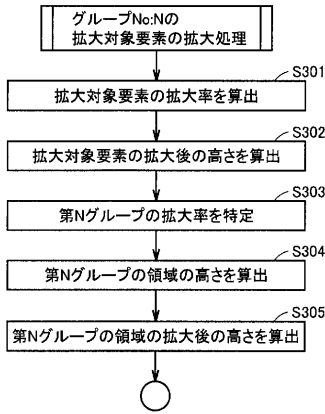 グループNo:Nの
拡大対象要素の拡大処理
S301
拡大対象要素の拡大率を算出
S302
拡大対象要素の拡大後の高さを算出
S303
第Nグループの拡大率を特定
S304
第Nグループの領域の高さを算出
S305
第Nグループの領域の拡大後の高さを算出